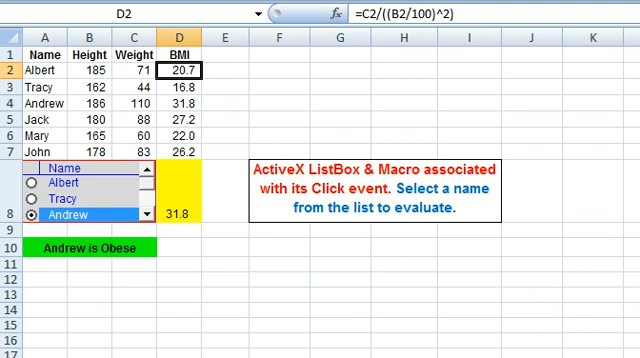 D2 fx =C2/((B2/100)^2)
A B C D E F G H I J K
1 Name Height Weight BMI
2 Albert 185 71 20.7
3 Tracy 162 44 16.8
4 Andrew 186 110 31.8
5 Jack 180 88 27.2
6 Mary 165 60 22.0
7 John 178 83 26.2
Name
Albert
Tracy
8 Andrew 31.8
ActiveX ListBox & Macro associated
with its Click event. Select a name
from the list to evaluate.
9
10 Andrew is Obese
11
12
13
14
15
16
17